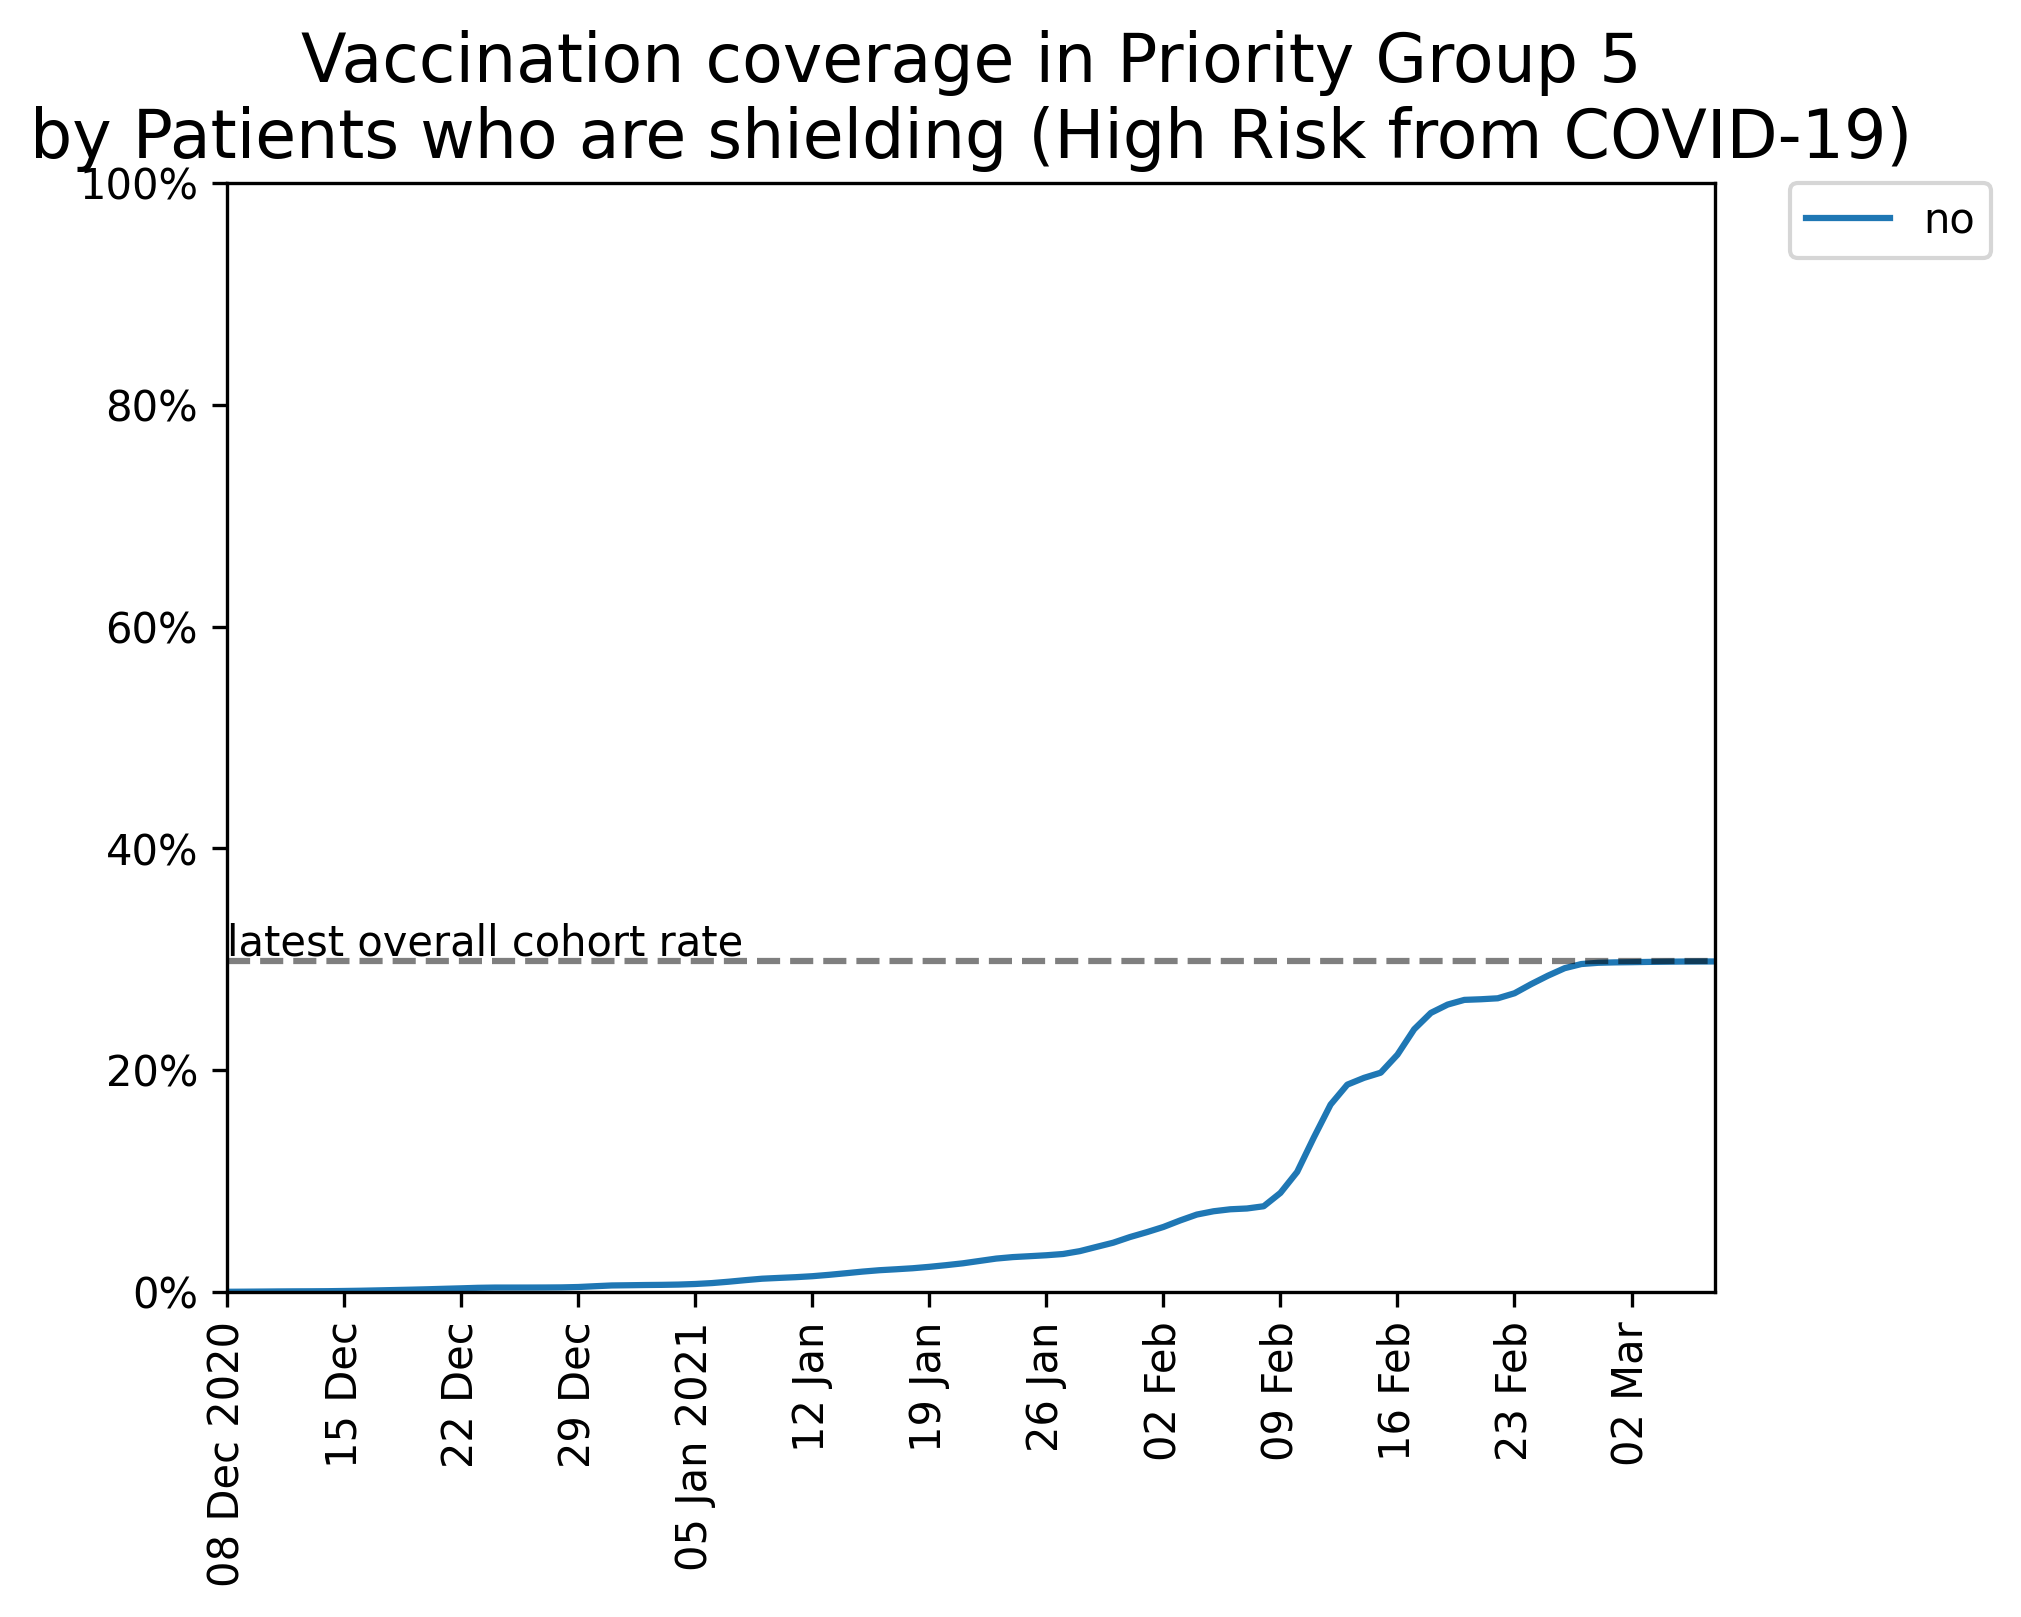 Vaccination coverage in Priority Group 5
by Patients who are shielding (High Risk from COVID-19)
100%
80%
60%
40%
20%
0%
no
latest overall cohort rate
08 Dec 2020
15 Dec
22 Dec
29 Dec
05 Jan 2021
12 Jan
19 Jan
26 Jan
02 Feb
09 Feb
16 Feb
23 Feb
02 Mar